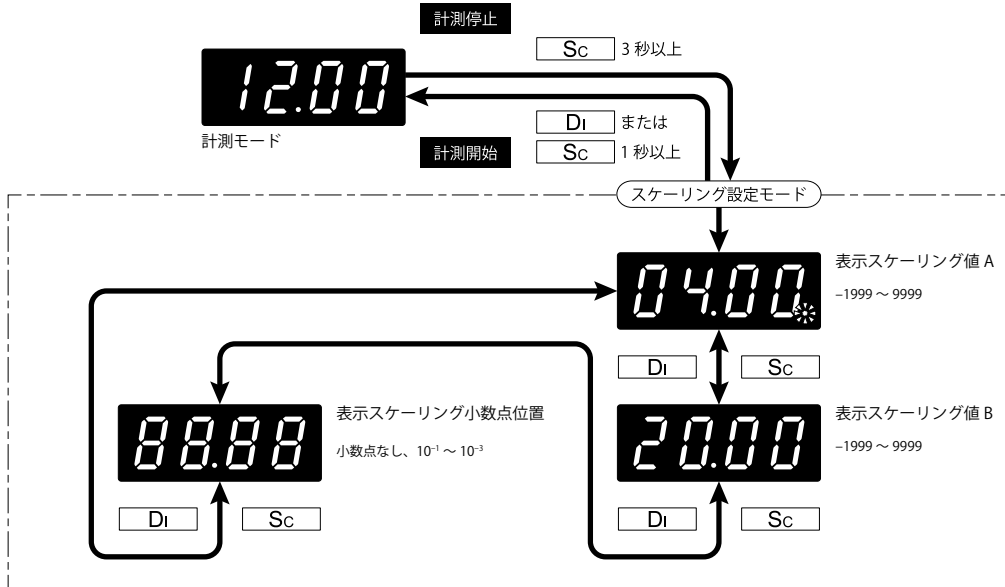 計測停止
Sc 3 秒以上
12.00
計測モード
DI または
計測開始
Sc 1 秒以上
スケーリング設定モード
04.00
表示スケーリング値 A
–1999 ～ 9999
DI Sc
88.88
表示スケーリング小数点位置
小数点なし、10⁻¹ ～ 10⁻³
20.00
表示スケーリング値 B
–1999 ～ 9999
DI Sc
DI Sc